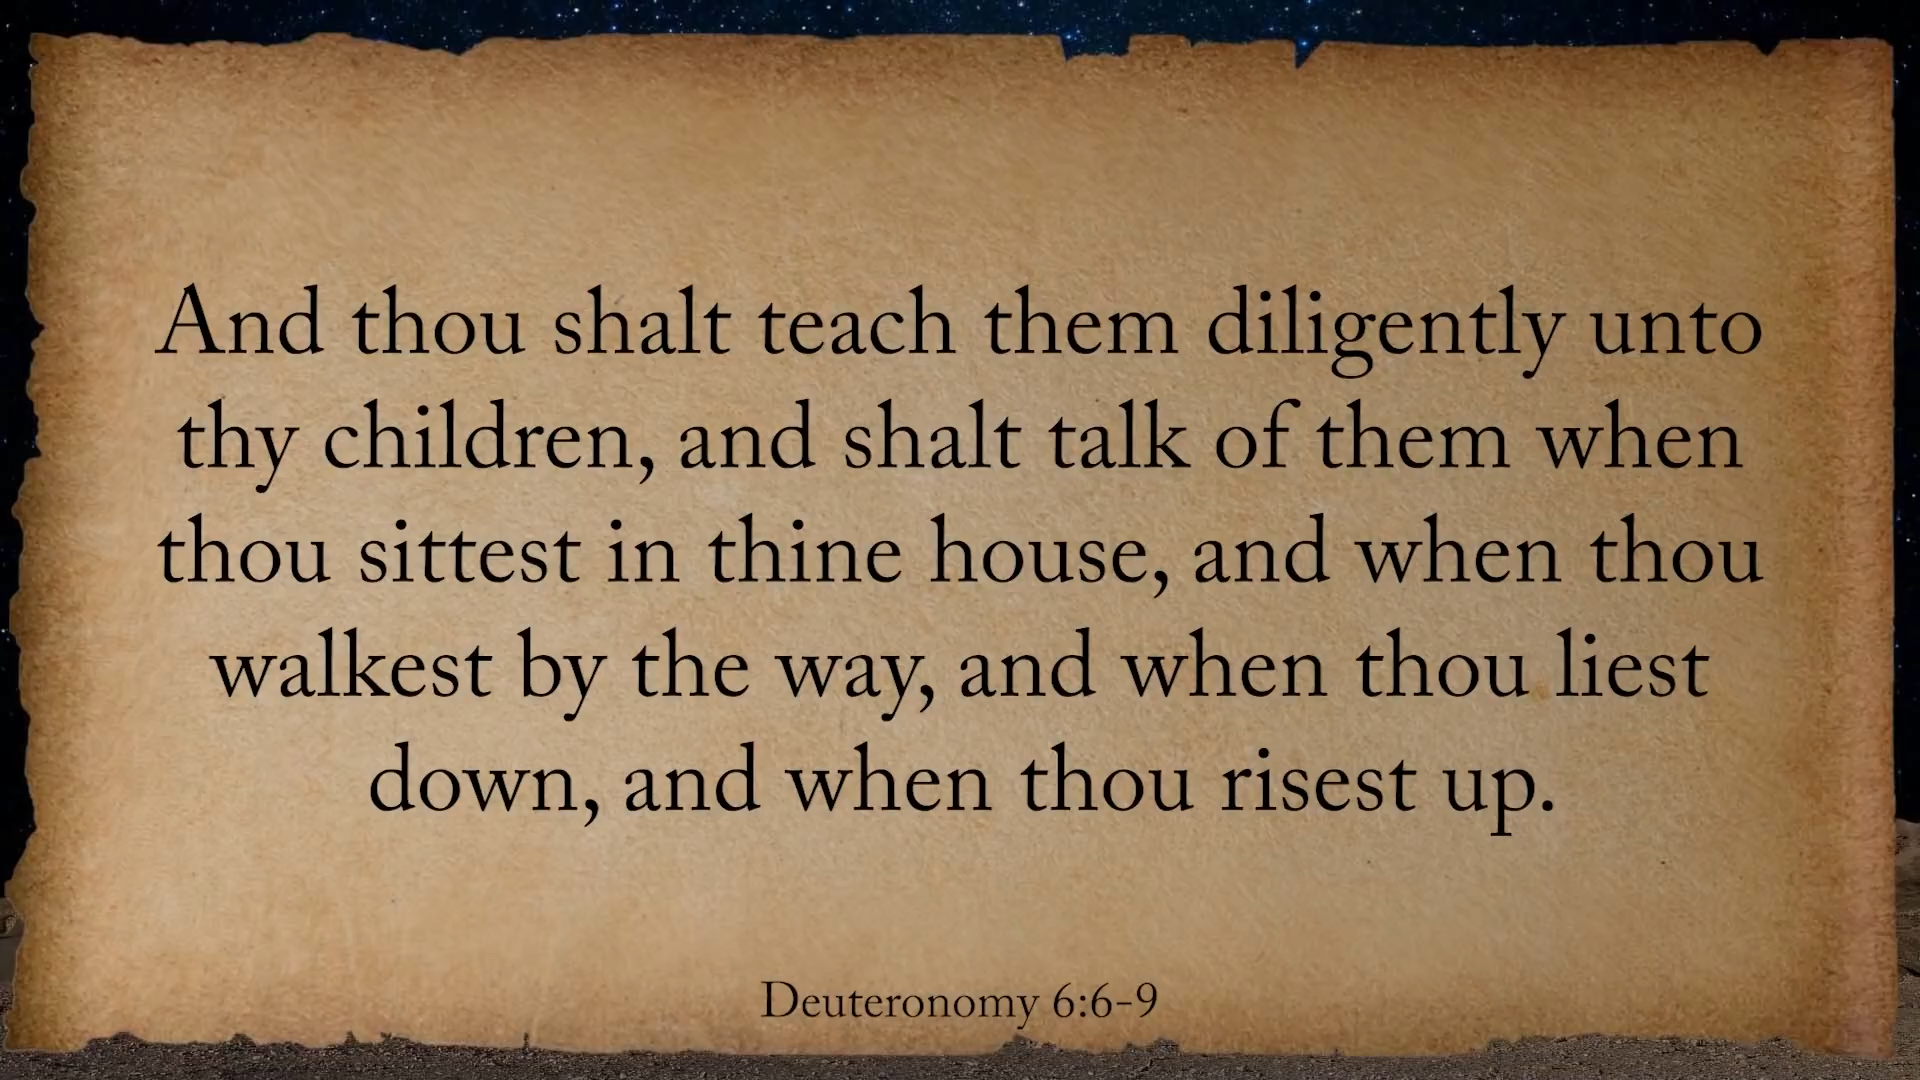 And thou shalt teach them diligently unto
thy children, and shalt talk of them when
thou sittest in thine house, and when thou
walkest by the way, and when thou liest
down, and when thou risest up.
Deuteronomy 6:6-9